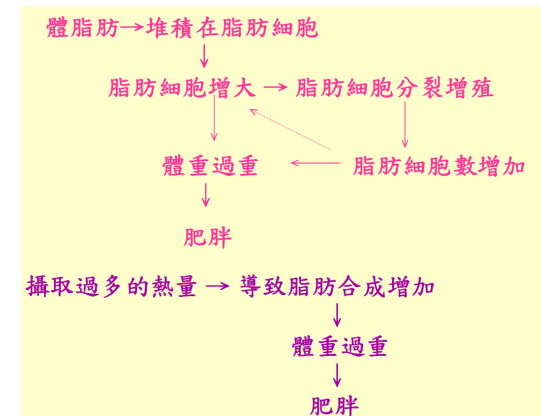 體脂肪→堆積在脂肪細胞
脂肪細胞增大→脂肪細胞分裂增殖
體重過重 ← 脂肪細胞數增加
肥胖
攝取過多的熱量→導致脂肪合成增加
體重過重
肥胖